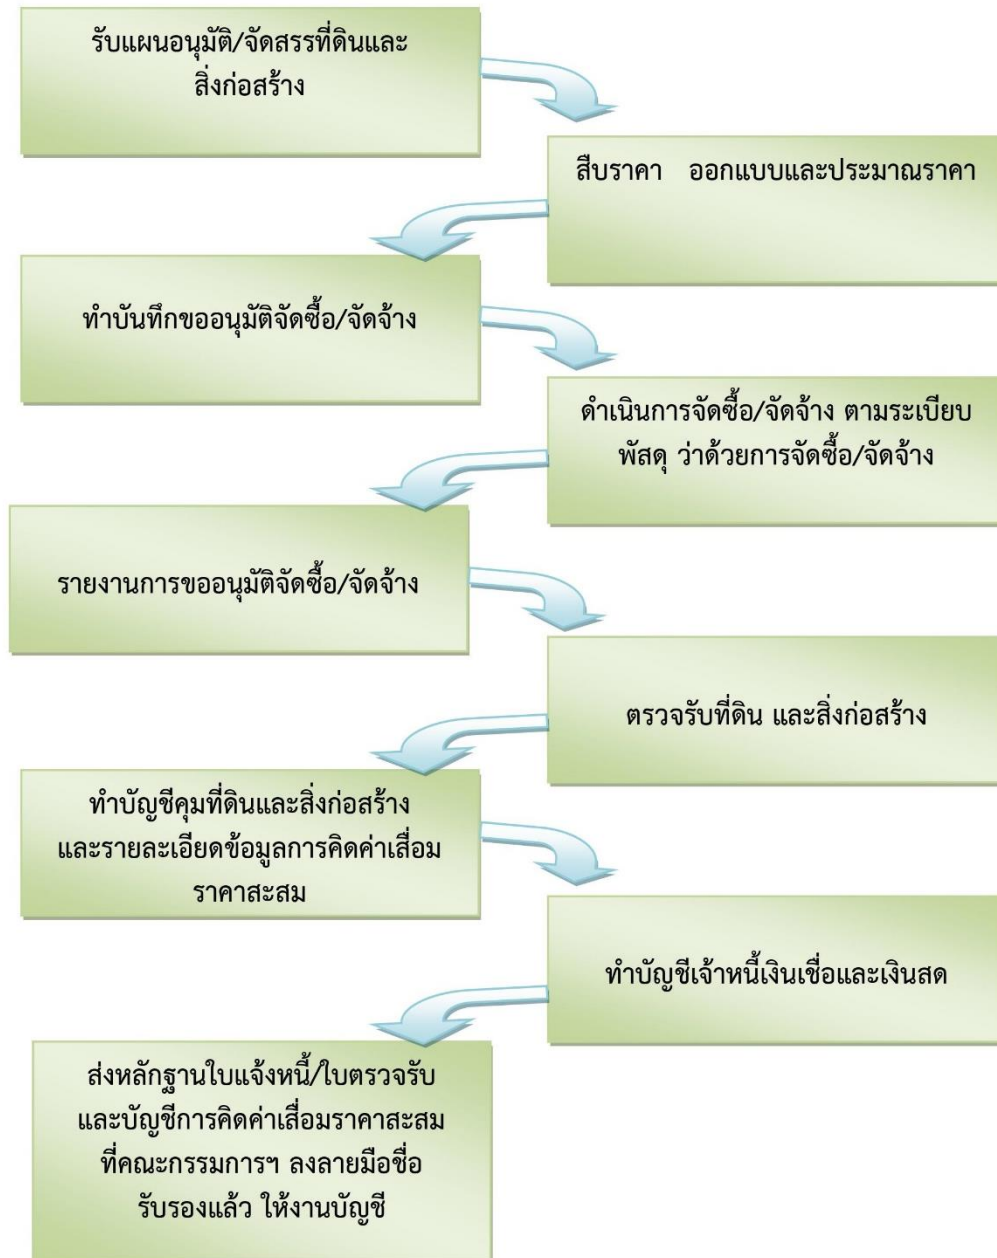 รับแผนอนุมัติ/จัดสรรที่ดินและ
สิ่งก่อสร้าง
สืบราคา ออกแบบและประมาณราคา
ทำบันทึกขออนุมัติจัดซื้อ/จัดจ้าง
ดำเนินการจัดซื้อ/จัดจ้าง ตามระเบียบ
พัสดุ ว่าด้วยการจัดซื้อ/จัดจ้าง
รายงานการขออนุมัติจัดซื้อ/จัดจ้าง
ตรวจรับที่ดิน และสิ่งก่อสร้าง
ทำบัญชีคุมที่ดินและสิ่งก่อสร้าง
และรายละเอียดข้อมูลการคิดค่าเสื่อม
ราคาสะสม
ทำบัญชีเจ้าหนี้เงินเชื่อและเงินสด
ส่งหลักฐานใบแจ้งหนี้/ใบตรวจรับ
และบัญชีการคิดค่าเสื่อมราคาสะสม
ที่คณะกรรมการฯ ลงลายมือชื่อ
รับรองแล้ว ให้งานบัญชี